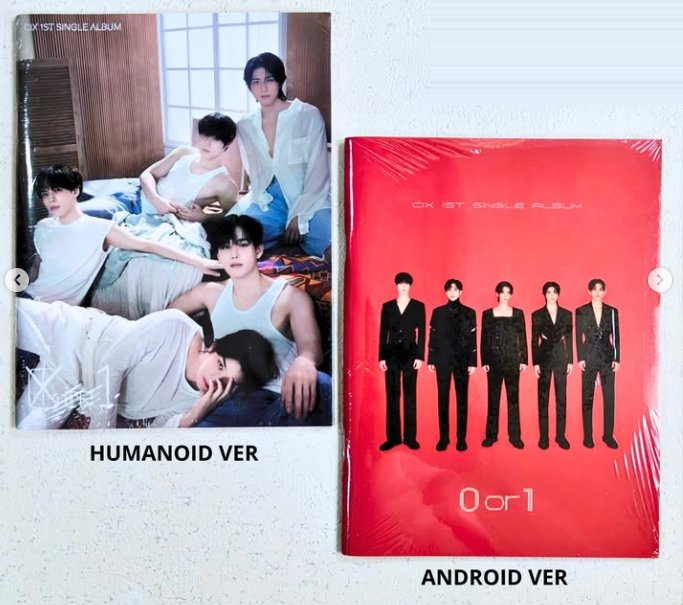 CIX 1ST SINGLE ALBUM
0 or 1
HUMANOID VER
CIX 1ST SINGLE ALBUM
0 or 1
ANDROID VER